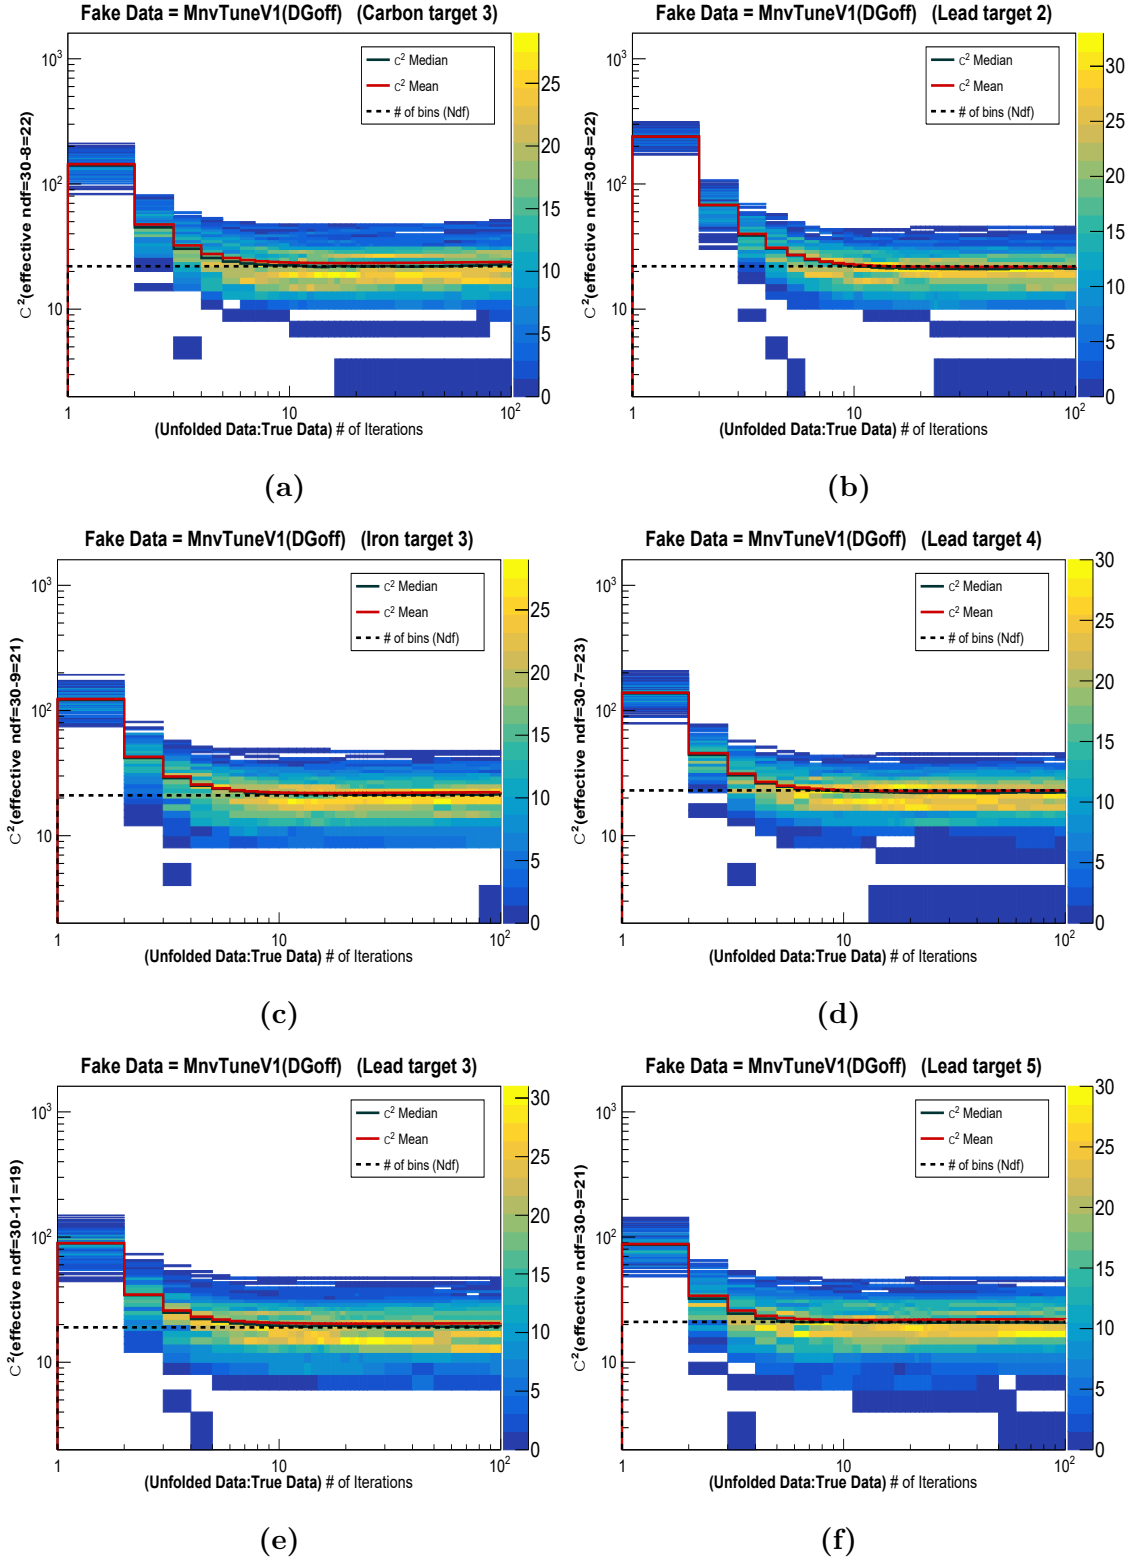 Fake Data = MnvTuneV1(DGoff) (Carbon target 3)
C²(effective ndf=30-8=22)
10³
10²
10
c² Median
c² Mean
# of bins (Ndf)
25
20
15
10
5
0
1 10 10²
(Unfolded Data:True Data) # of Iterations
(a)
Fake Data = MnvTuneV1(DGoff) (Lead target 2)
C²(effective ndf=30-8=22)
10³
10²
10
c² Median
c² Mean
# of bins (Ndf)
30
25
20
15
10
5
0
1 10 10²
(Unfolded Data:True Data) # of Iterations
(b)
Fake Data = MnvTuneV1(DGoff) (Iron target 3)
C²(effective ndf=30-9=21)
10³
10²
10
c² Median
c² Mean
# of bins (Ndf)
25
20
15
10
5
0
1 10 10²
(Unfolded Data:True Data) # of Iterations
(c)
Fake Data = MnvTuneV1(DGoff) (Lead target 4)
C²(effective ndf=30-7=23)
10³
10²
10
c² Median
c² Mean
# of bins (Ndf)
30
25
20
15
10
5
0
1 10 10²
(Unfolded Data:True Data) # of Iterations
(d)
Fake Data = MnvTuneV1(DGoff) (Lead target 3)
C²(effective ndf=30-11=19)
10³
10²
10
c² Median
c² Mean
# of bins (Ndf)
30
25
20
15
10
5
0
1 10 10²
(Unfolded Data:True Data) # of Iterations
(e)
Fake Data = MnvTuneV1(DGoff) (Lead target 5)
C²(effective ndf=30-9=21)
10³
10²
10
c² Median
c² Mean
# of bins (Ndf)
30
25
20
15
10
5
0
1 10 10²
(Unfolded Data:True Data) # of Iterations
(f)